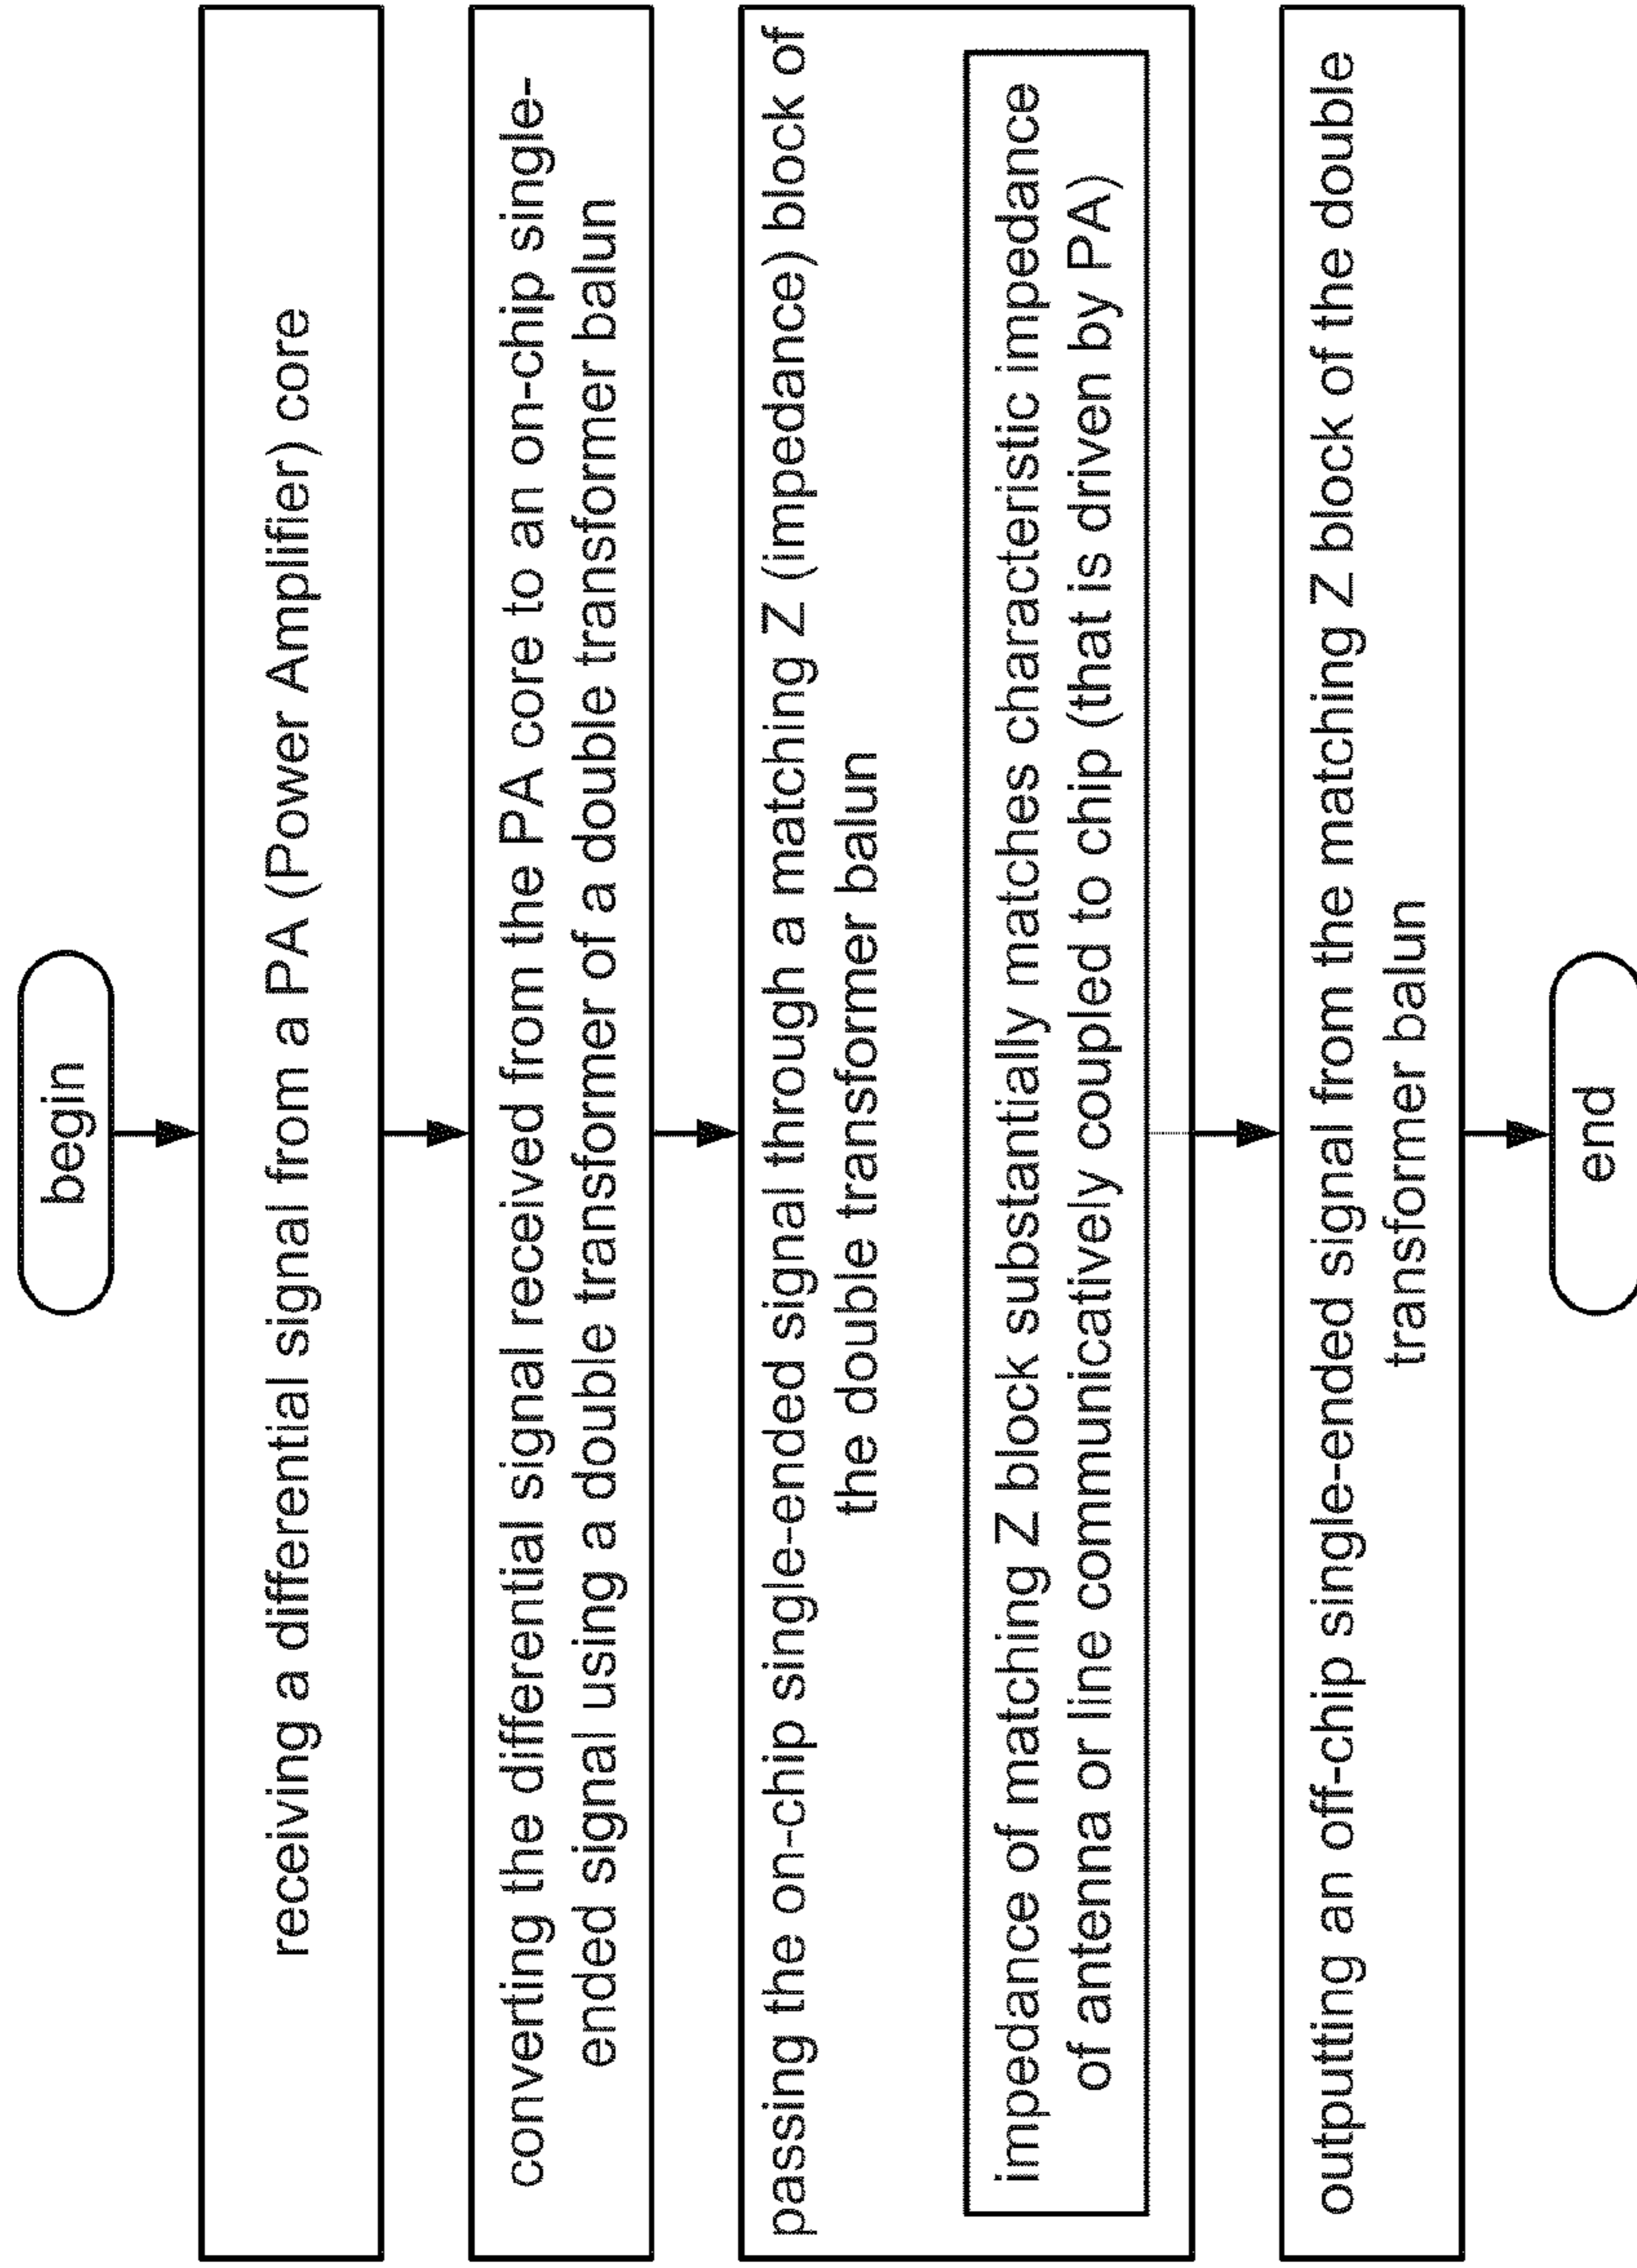 begin
receiving a differential signal from a PA (Power Amplifier) core
converting the differential signal received from the PA core to an on-chip single-
ended signal using a double transformer of a double transformer balun
passing the on-chip single-ended signal through a matching Z (impedance) block of
the double transformer balun
impedance of matching Z block substantially matches characteristic impedance
of antenna or line communicatively coupled to chip (that is driven by PA)
outputting an off-chip single-ended signal from the matching Z block of the double
transformer balun
end